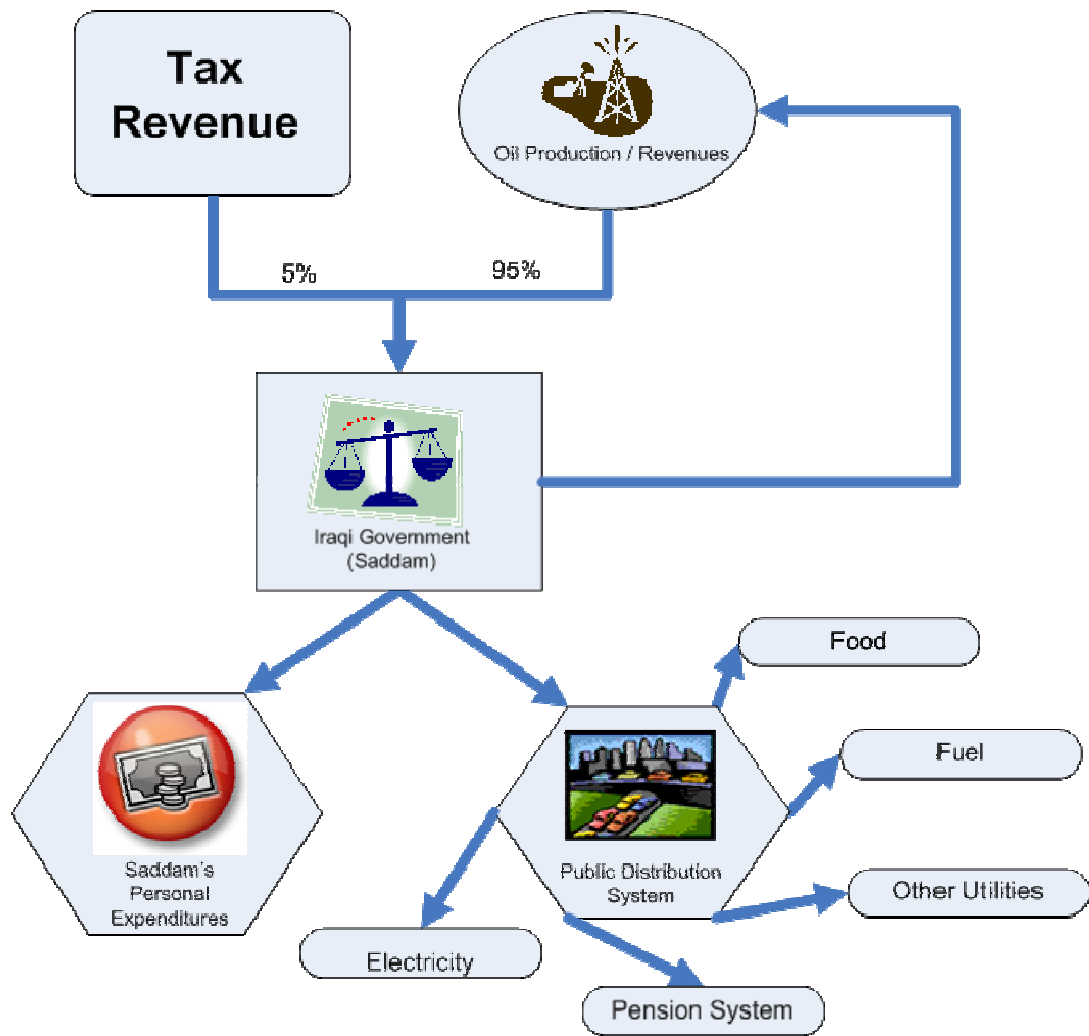 Tax
Revenue
Oil Production / Revenues
5%
95%
Iraqi Government
(Saddam)
Food
Fuel
Saddam's
Personal
Expenditures
Public Distribution
System
Other Utilities
Electricity
Pension System